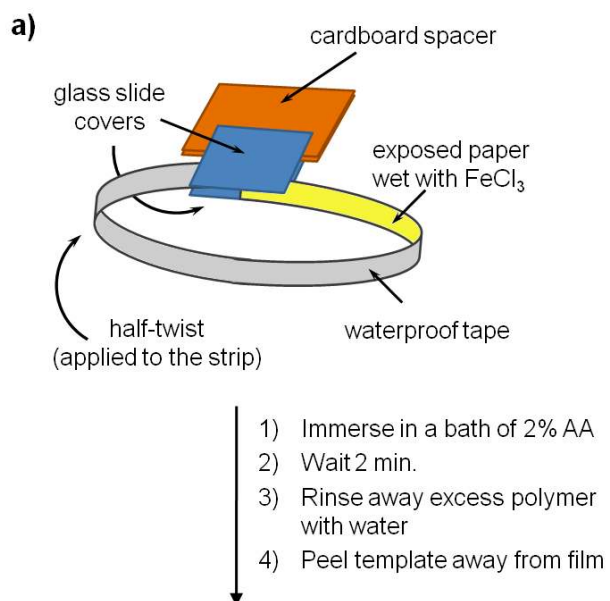 a)
cardboard spacer
glass slide
covers
exposed paper
wet with FeCl₃
half-twist
(applied to the strip)
waterproof tape
1) Immerse in a bath of 2% AA
2) Wait 2 min.
3) Rinse away excess polymer
with water
4) Peel template away from film